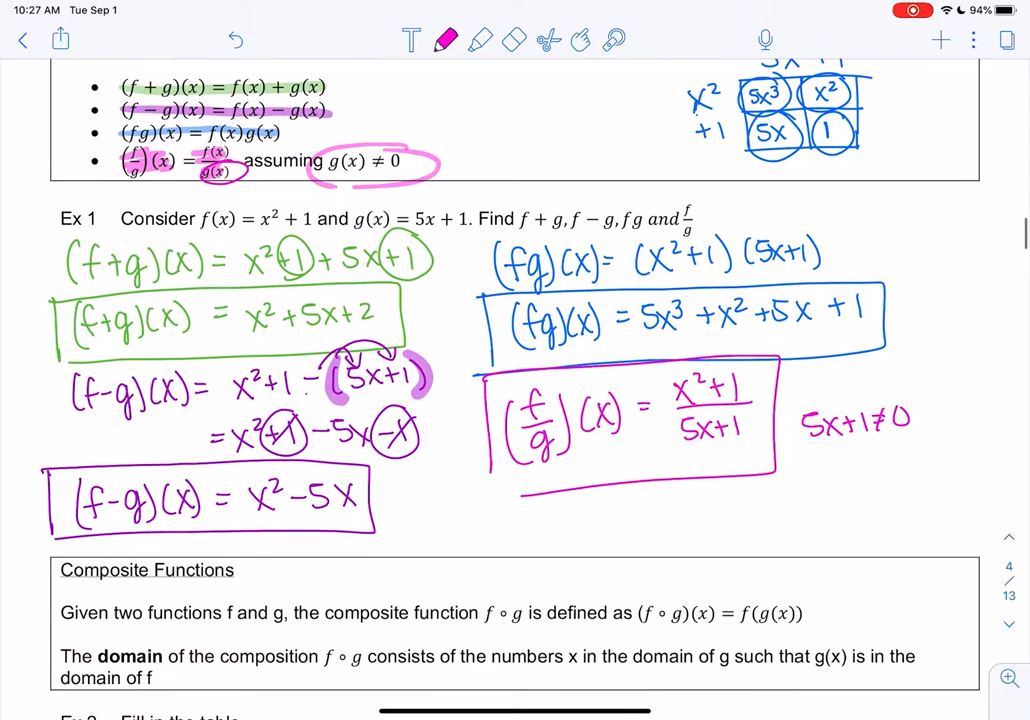 10:27 AM Tue Sep 1
94%
• (f + g)(x) = f(x) + g(x)
• (f − g)(x) = f(x) − g(x)
• (fg)(x) = f(x)g(x)
• (f/g)(x) = f(x)/g(x) assuming g(x) ≠ 0
x² 5x³ x²
+1 5x 1
Ex 1 Consider f(x) = x² + 1 and g(x) = 5x + 1. Find f + g, f − g, fg and f/g
(f+g)(x) = x²+1+5x+1
(f+g)(x) = x²+5x+2
(f-g)(x) = x²+1-(5x+1)
= x²+1-5x-1
(f-g)(x) = x²-5x
(fg)(x) = (x²+1)(5x+1)
(fg)(x) = 5x³+x²+5x+1
(f/g)(x) = x²+1/5x+1
5x+1≠0
Composite Functions
Given two functions f and g, the composite function f ∘ g is defined as (f ∘ g)(x) = f(g(x))
The domain of the composition f ∘ g consists of the numbers x in the domain of g such that g(x) is in the
domain of f
4
/
13